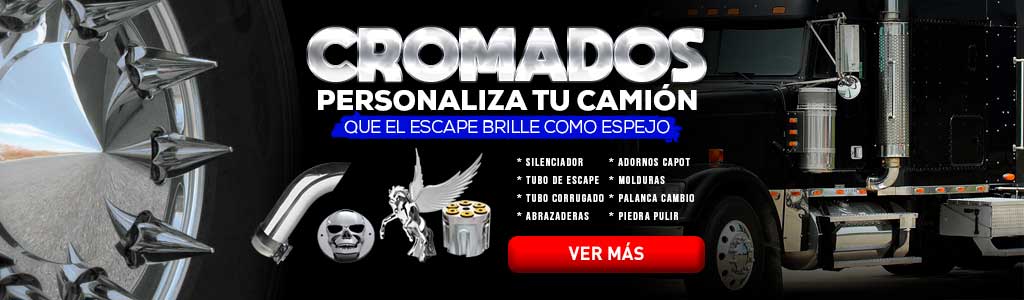 CROMADOS
PERSONALIZA TU CAMIÓN
QUE EL ESCAPE BRILLE COMO ESPEJO
* SILENCIADOR
* TUBO DE ESCAPE
* TUBO CORRUGADO
* ABRAZADERAS
* ADORNOS CAPOT
* MOLDURAS
* PALANCA CAMBIO
* PIEDRA PULIR
VER MÁS